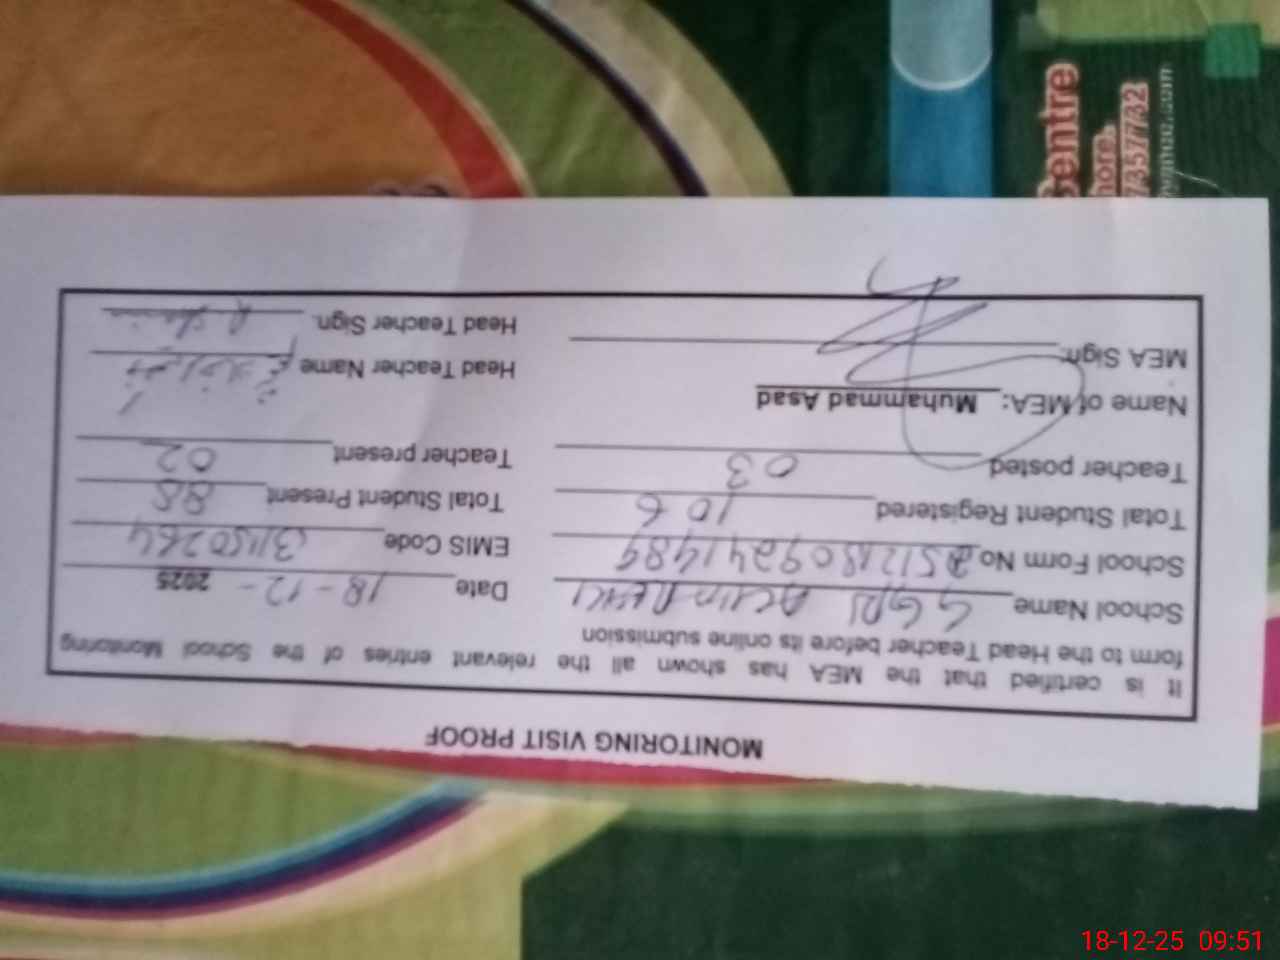 MONITORING VISIT PROOF
It is certified that the MEA has shown all the relevant entries of the School Monitoring
form to the Head Teacher before its online submission
School Name GGPS Date 18-12-2025
School Form No 25121809241489 EMIS Code 31150264
Total Student Registered 106 Total Student Present 88
Teacher posted 03 Teacher present 02
Name of MEA: Muhammad Asad Head Teacher Name
MEA Sign: Head Teacher Sign.
Centre
hore,
73577732
18-12-25 09:51